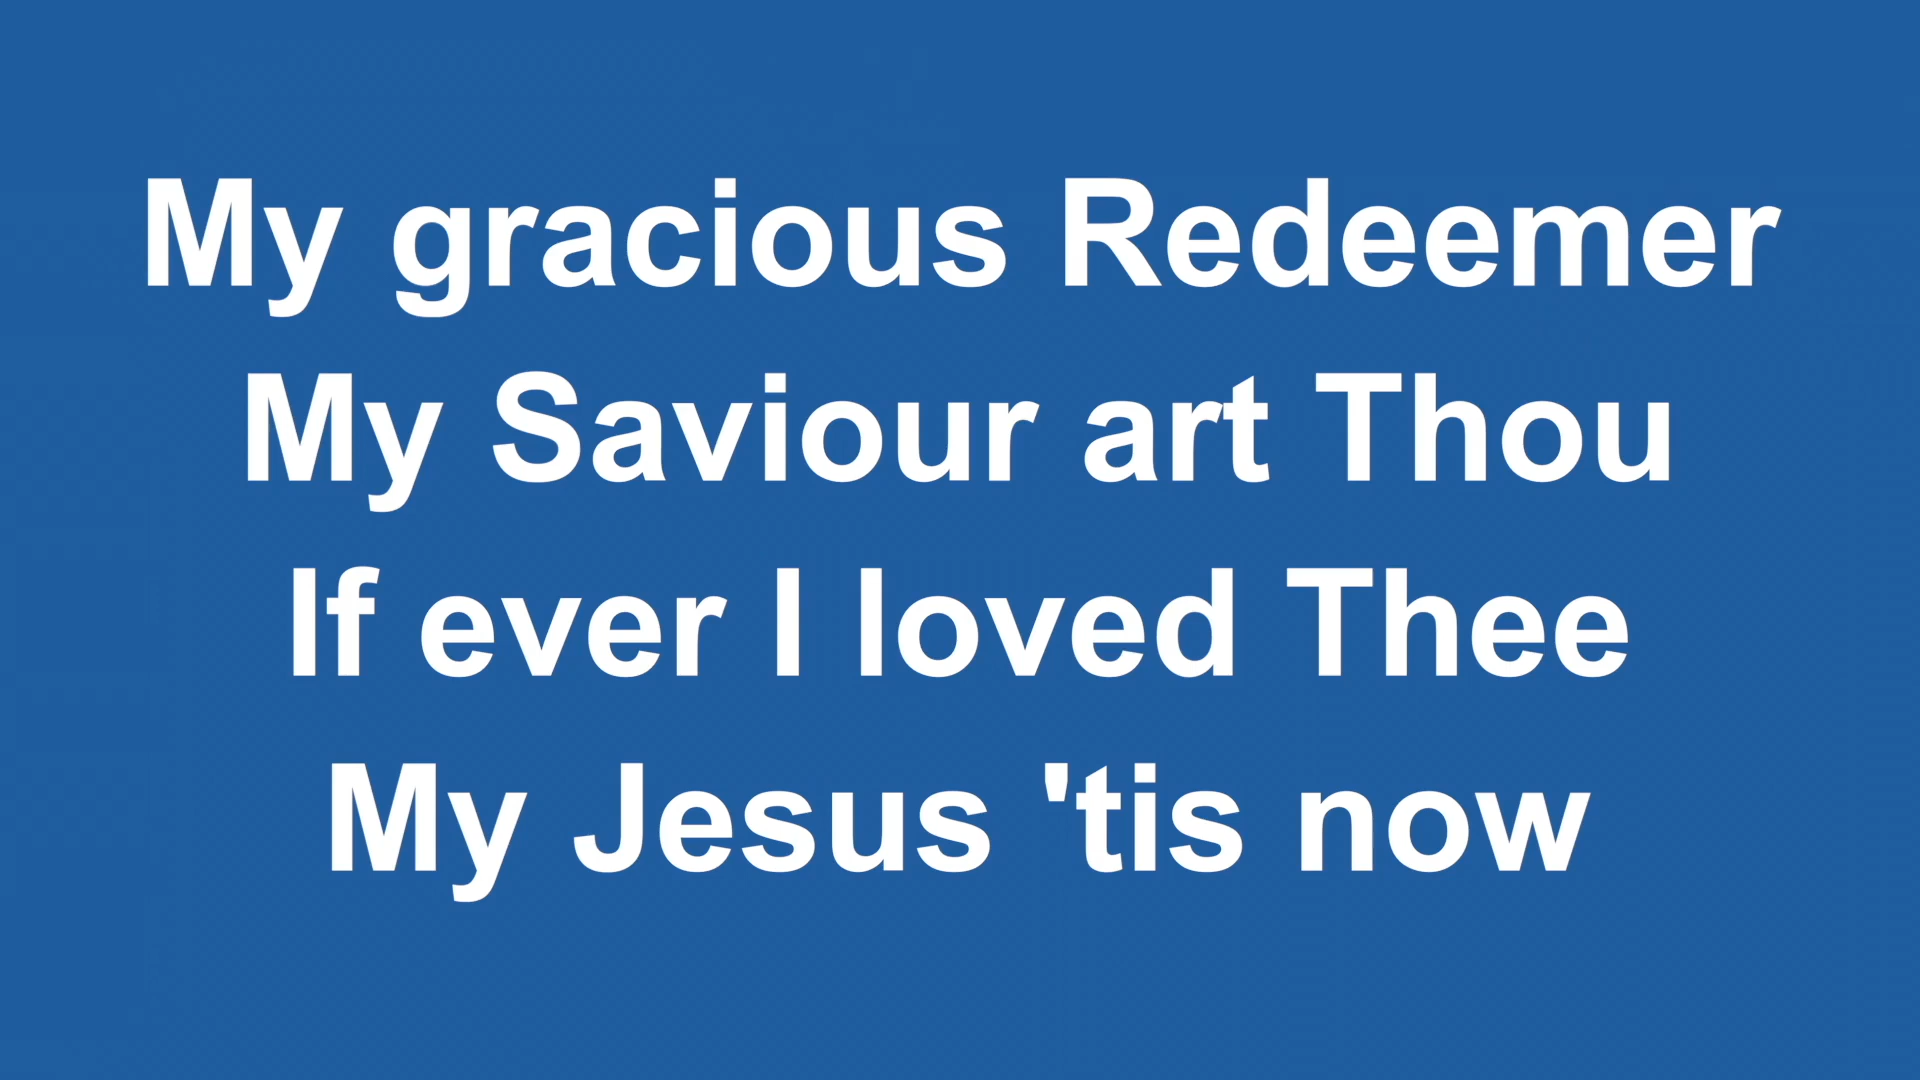 My gracious Redeemer
My Saviour art Thou
If ever I loved Thee
My Jesus 'tis now